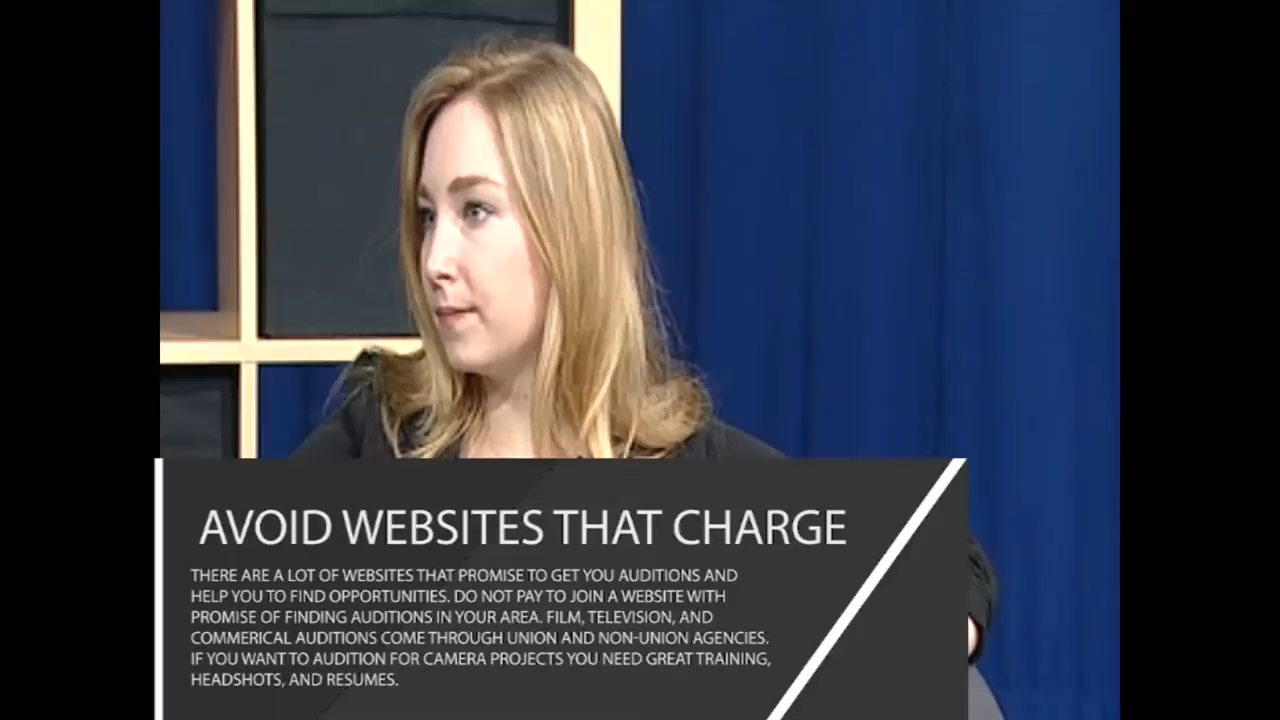 AVOID WEBSITES THAT CHARGE
THERE ARE A LOT OF WEBSITES THAT PROMISE TO GET YOU AUDITIONS AND
HELP YOU TO FIND OPPORTUNITIES. DO NOT PAY TO JOIN A WEBSITE WITH
PROMISE OF FINDING AUDITIONS IN YOUR AREA. FILM, TELEVISION, AND
COMMERICAL AUDITIONS COME THROUGH UNION AND NON-UNION AGENCIES.
IF YOU WANT TO AUDITION FOR CAMERA PROJECTS YOU NEED GREAT TRAINING,
HEADSHOTS, AND RESUMES.